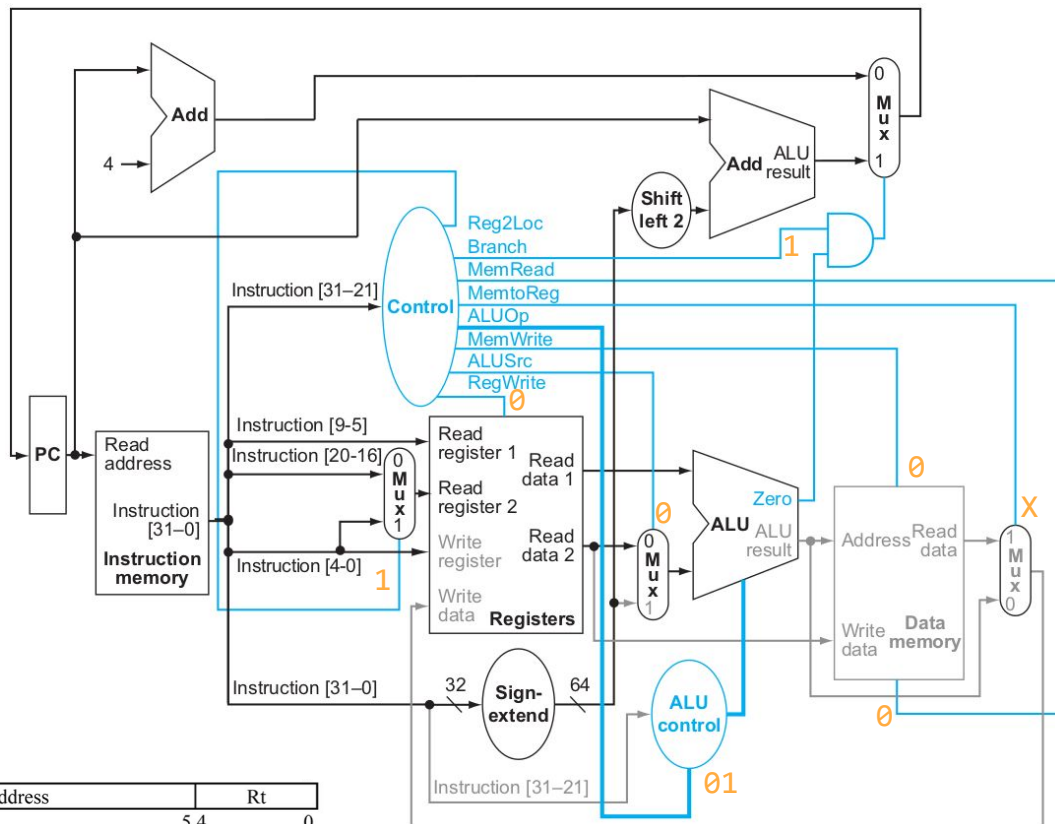 0
M
u
x
1
Add
4
Add
ALU
result
Shift
left 2
Reg2Loc
Branch
1
MemRead
MemtoReg
ALUOp
MemWrite
ALUSrc
RegWrite
0
Instruction [31–21]
Control
PC
Read
address
Instruction
[31–0]
Instruction
memory
Instruction [9-5]
Instruction [20-16]
Instruction [4-0]
0
M
u
x
1
1
Read
register 1
Read
data 1
Read
register 2
Write
register
Read
data 2
Write
data
Registers
0
0
M
u
x
1
Zero
ALU
ALU
result
0
Address
Read
data
Write
data
Data
memory
0
X
1
M
u
x
0
Instruction [31–0]
32
Sign-
extend
64
ALU
control
Instruction [31–21]
01
ddress Rt
5 4 0